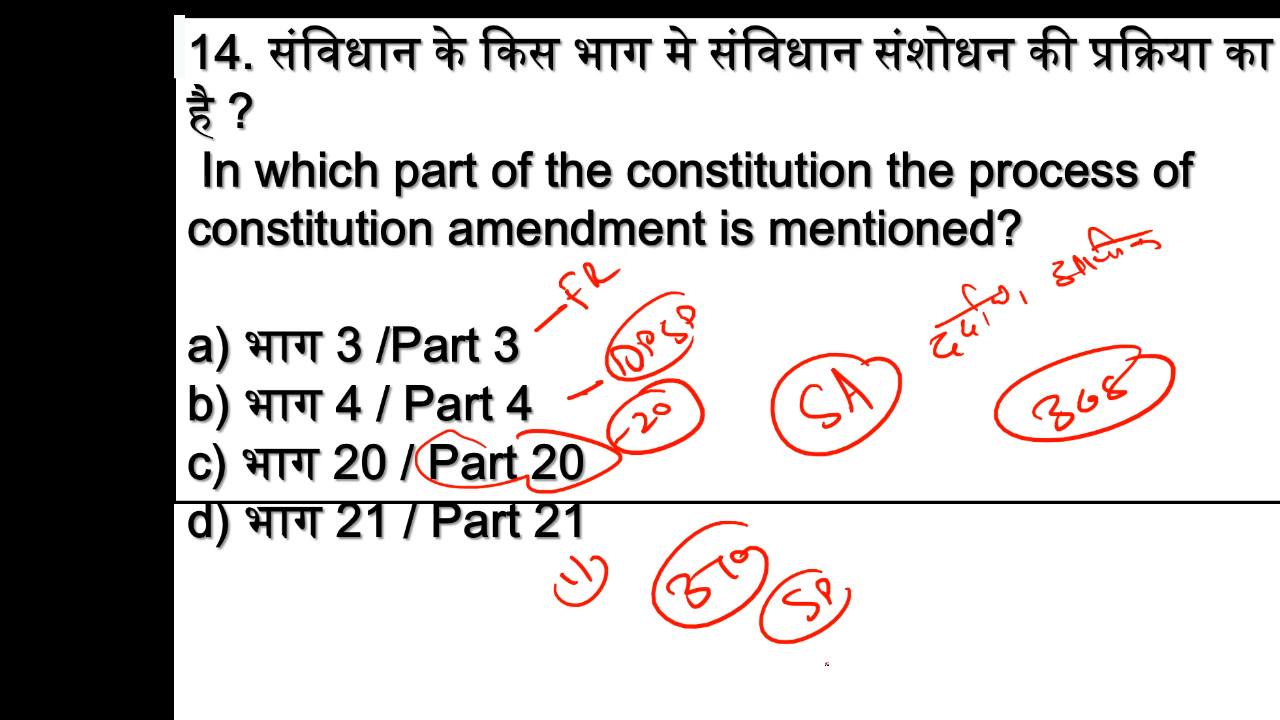 14. संविधान के किस भाग मे संविधान संशोधन की प्रक्रिया का
है ?
In which part of the constitution the process of
constitution amendment is mentioned?
FR
a) भाग 3 /Part 3
DPSP
b) भाग 4 / Part 4
20
SA
368
c) भाग 20 / Part 20
d) भाग 21 / Part 21
370
SP